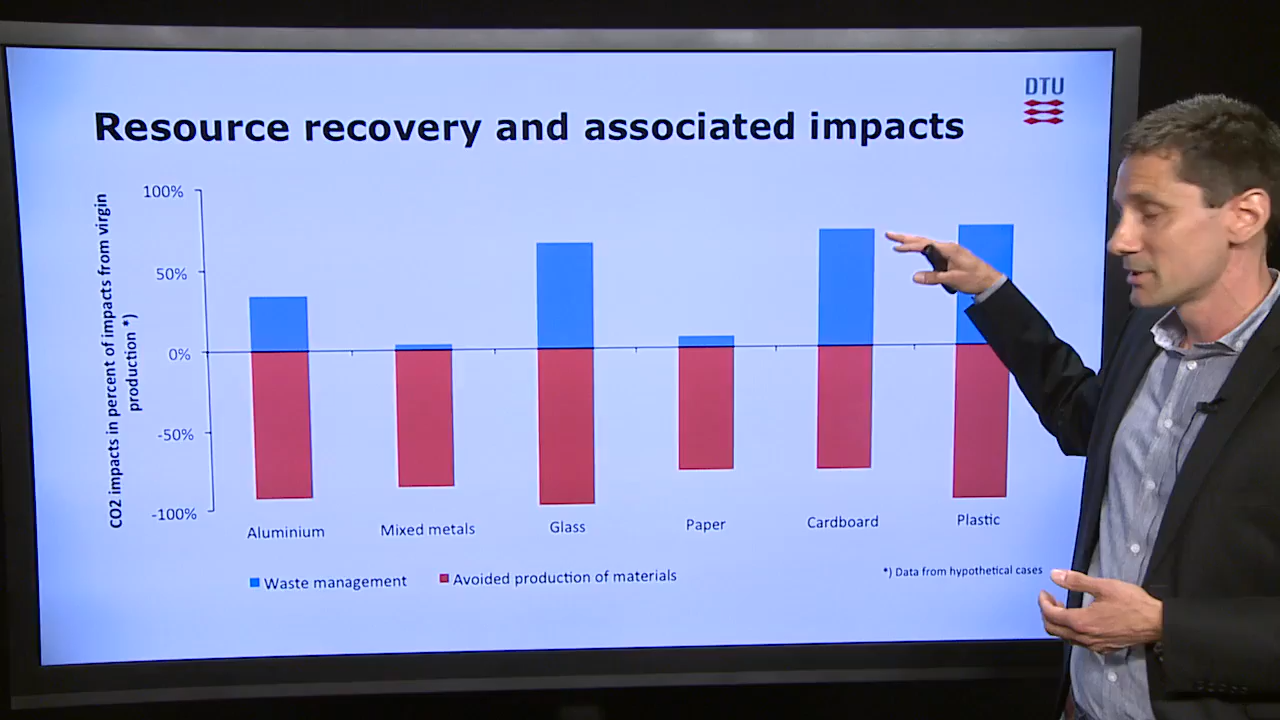 DTU
Resource recovery and associated impacts
CO2 impacts in percent of impacts from virgin
production *)
100%
50%
0%
-50%
-100%
Aluminium
Mixed metals
Glass
Paper
Cardboard
Plastic
Waste management
Avoided production of materials
*) Data from hypothetical cases